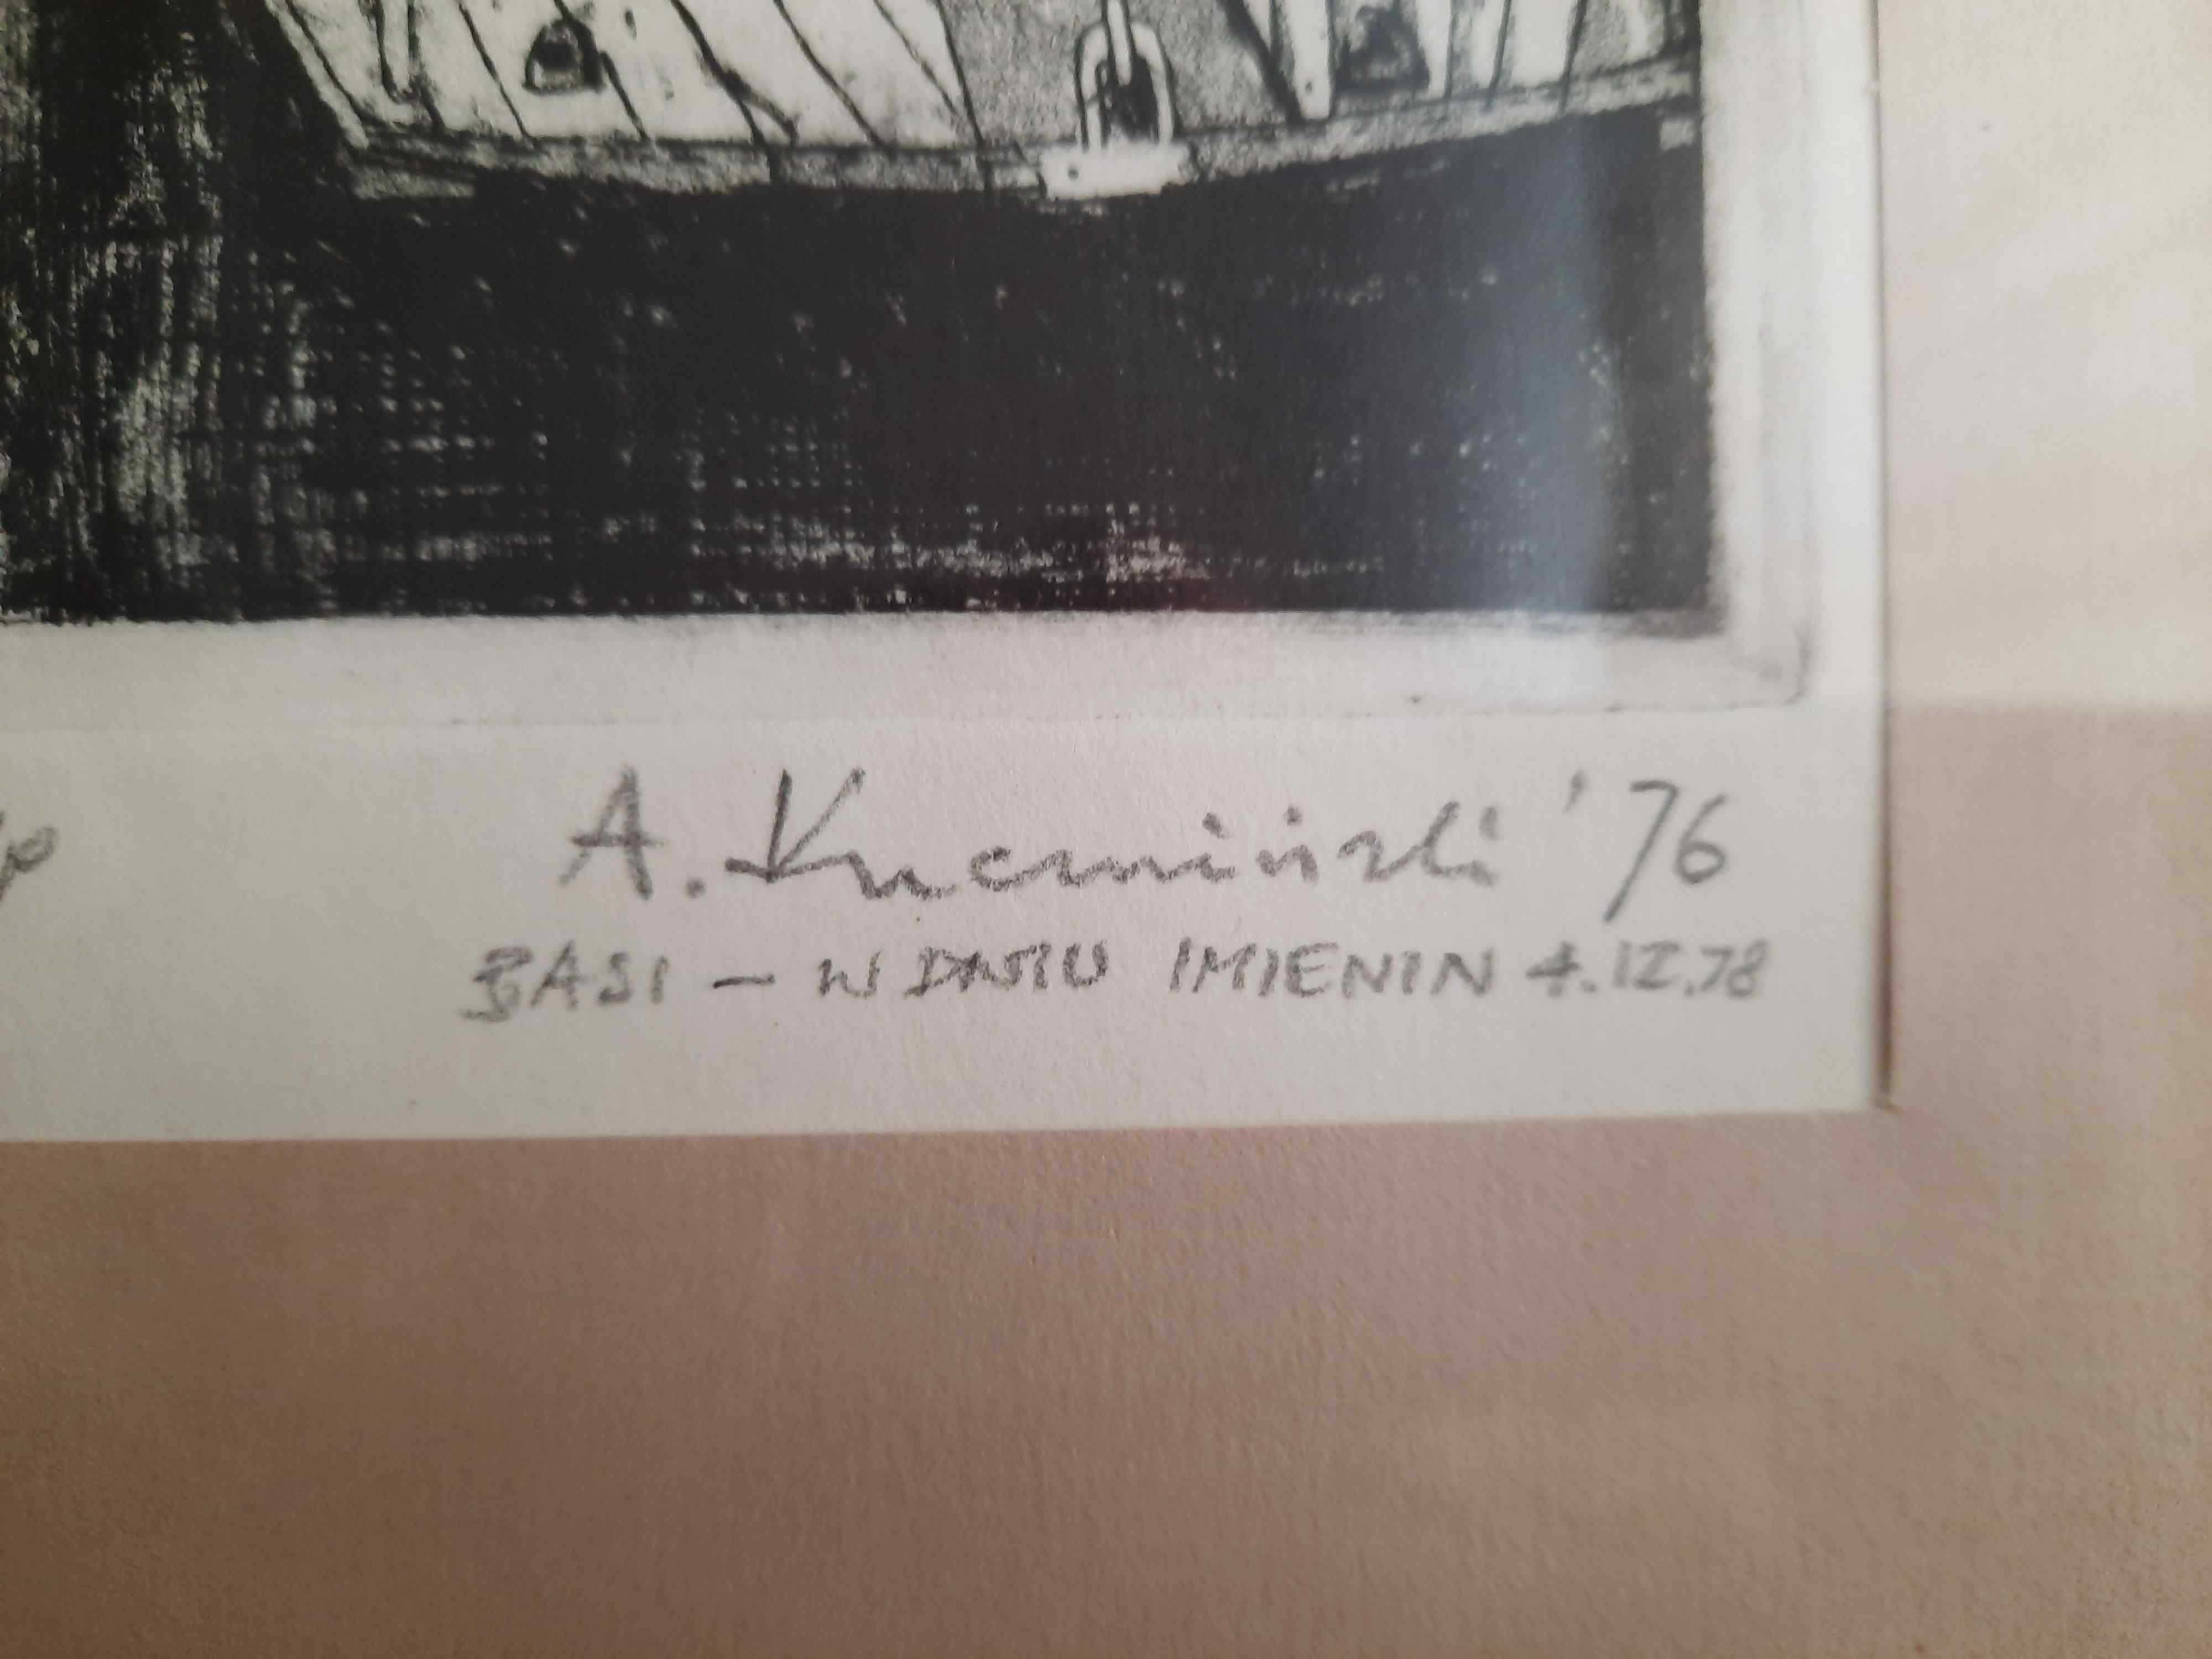 A. Kucmiński '76
BASI — W DNIU IMIENIN 4.12.78